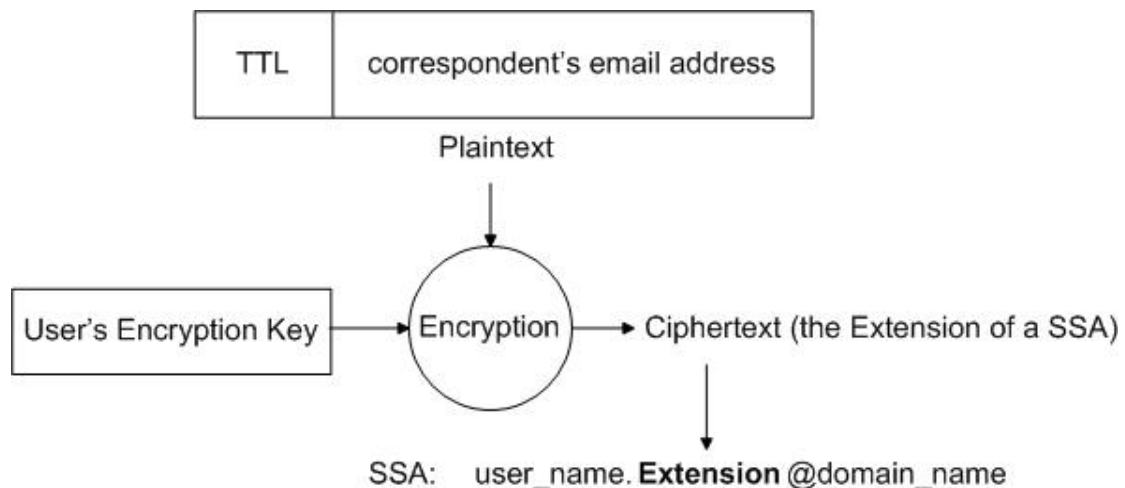 TTL
correspondent's email address
Plaintext
User's Encryption Key
Encryption
Ciphertext (the Extension of a SSA)
SSA: user_name.Extension@domain_name